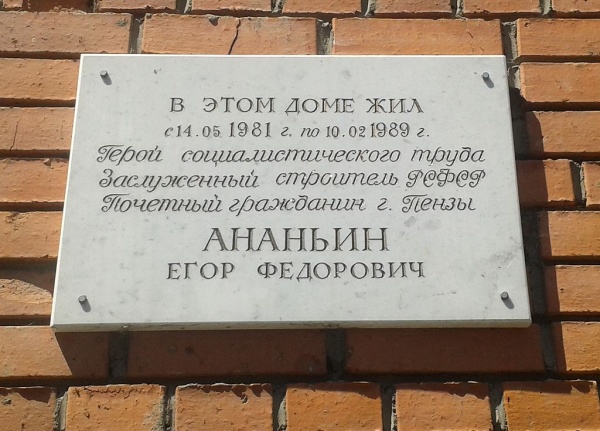 В ЭТОМ ДОМЕ ЖИЛ
с 14.05 1981 г. по 10.02 1989 г.
Герой социалистического труда
Заслуженный строитель РСФСР
Почетный гражданин г. Пензы
АНАНЬИН
ЕГОР ФЕДОРОВИЧ